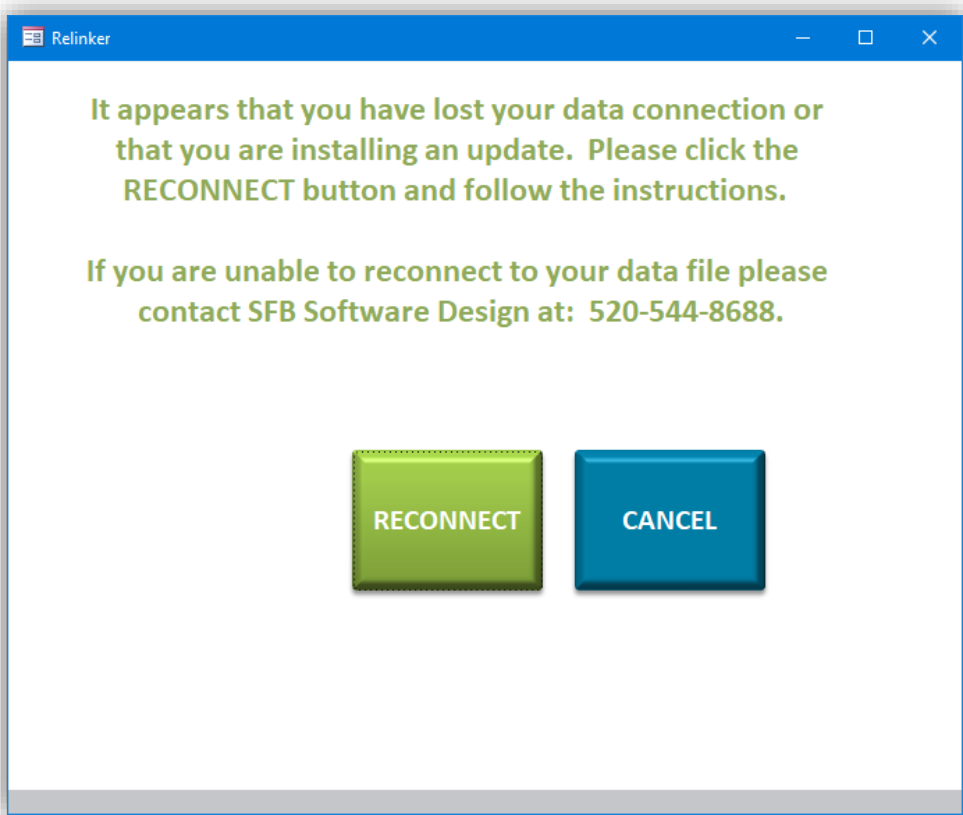 Relinker
It appears that you have lost your data connection or
that you are installing an update.  Please click the
RECONNECT button and follow the instructions.
If you are unable to reconnect to your data file please
contact SFB Software Design at:  520-544-8688.
RECONNECT
CANCEL